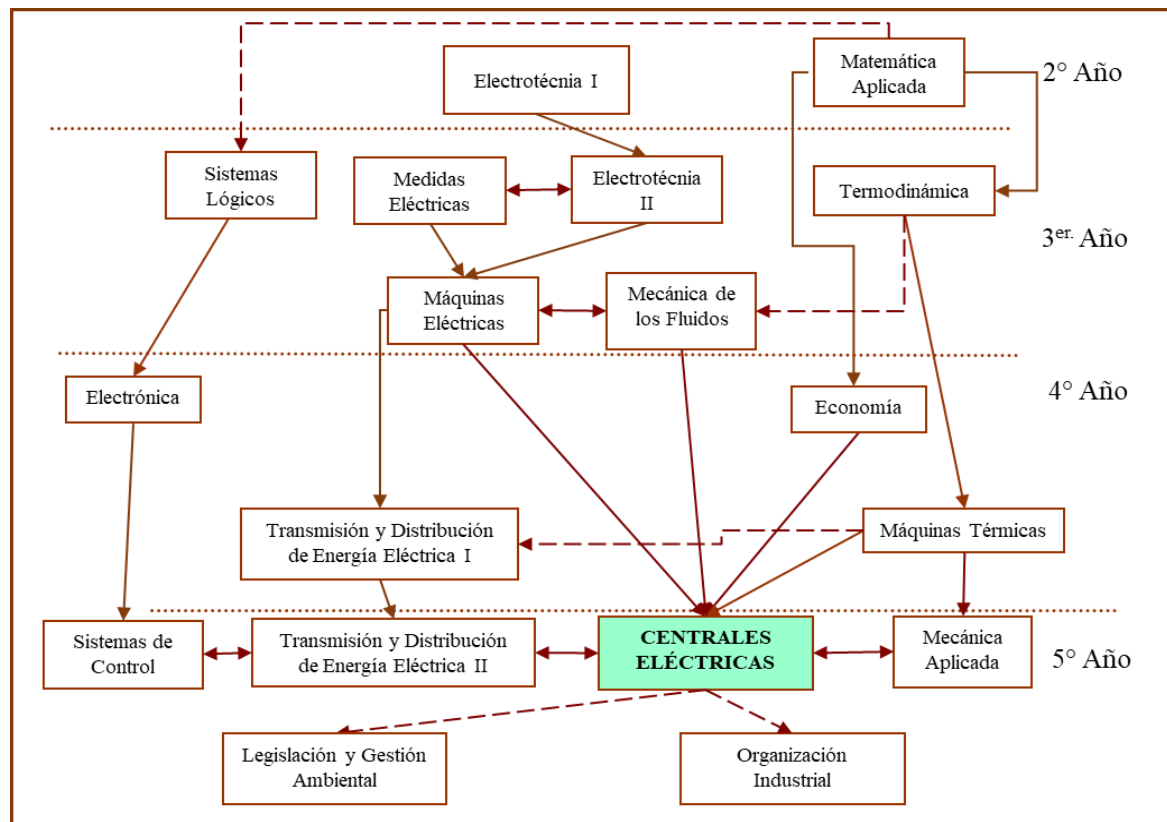 Electrotécnia I
Matemática
Aplicada
2° Año
Sistemas
Lógicos
Medidas
Eléctricas
Electrotécnia
II
Termodinámica
3er. Año
Máquinas
Eléctricas
Mecánica de
los Fluidos
Electrónica
Economía
4° Año
Transmisión y Distribución
de Energía Eléctrica I
Máquinas Térmicas
Sistemas de
Control
Transmisión y Distribución
de Energía Eléctrica II
CENTRALES
ELÉCTRICAS
Mecánica
Aplicada
5° Año
Legislación y Gestión
Ambiental
Organización
Industrial